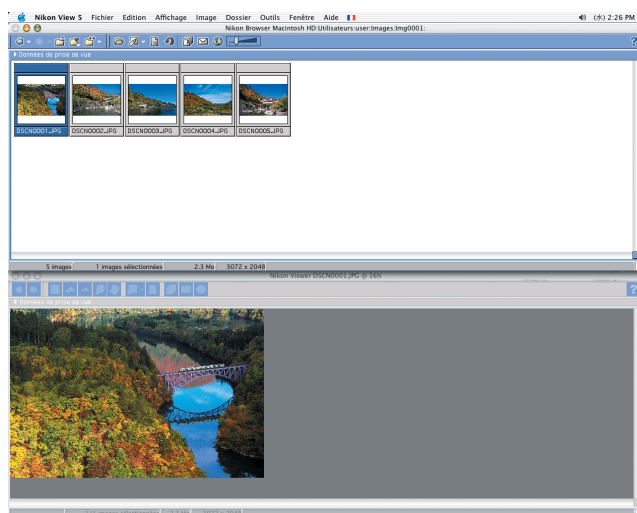 Nikon View 5 Fichier Edition Affichage Image Dossier Outils Fenêtre Aide (水) 2:26 PM
Nikon Browser Macintosh HD:Utilisateurs:user:Images:Img0001:
?
Données de prise de vue
DSCN0001.JPG DSCN0002.JPG DSCN0003.JPG DSCN0004.JPG DSCN0005.JPG
5 images 1 images sélectionnées 2.3 Mo 3072 x 2048
Nikon Viewer DSCN0001.JPG @ 16%
?
Données de prise de vue